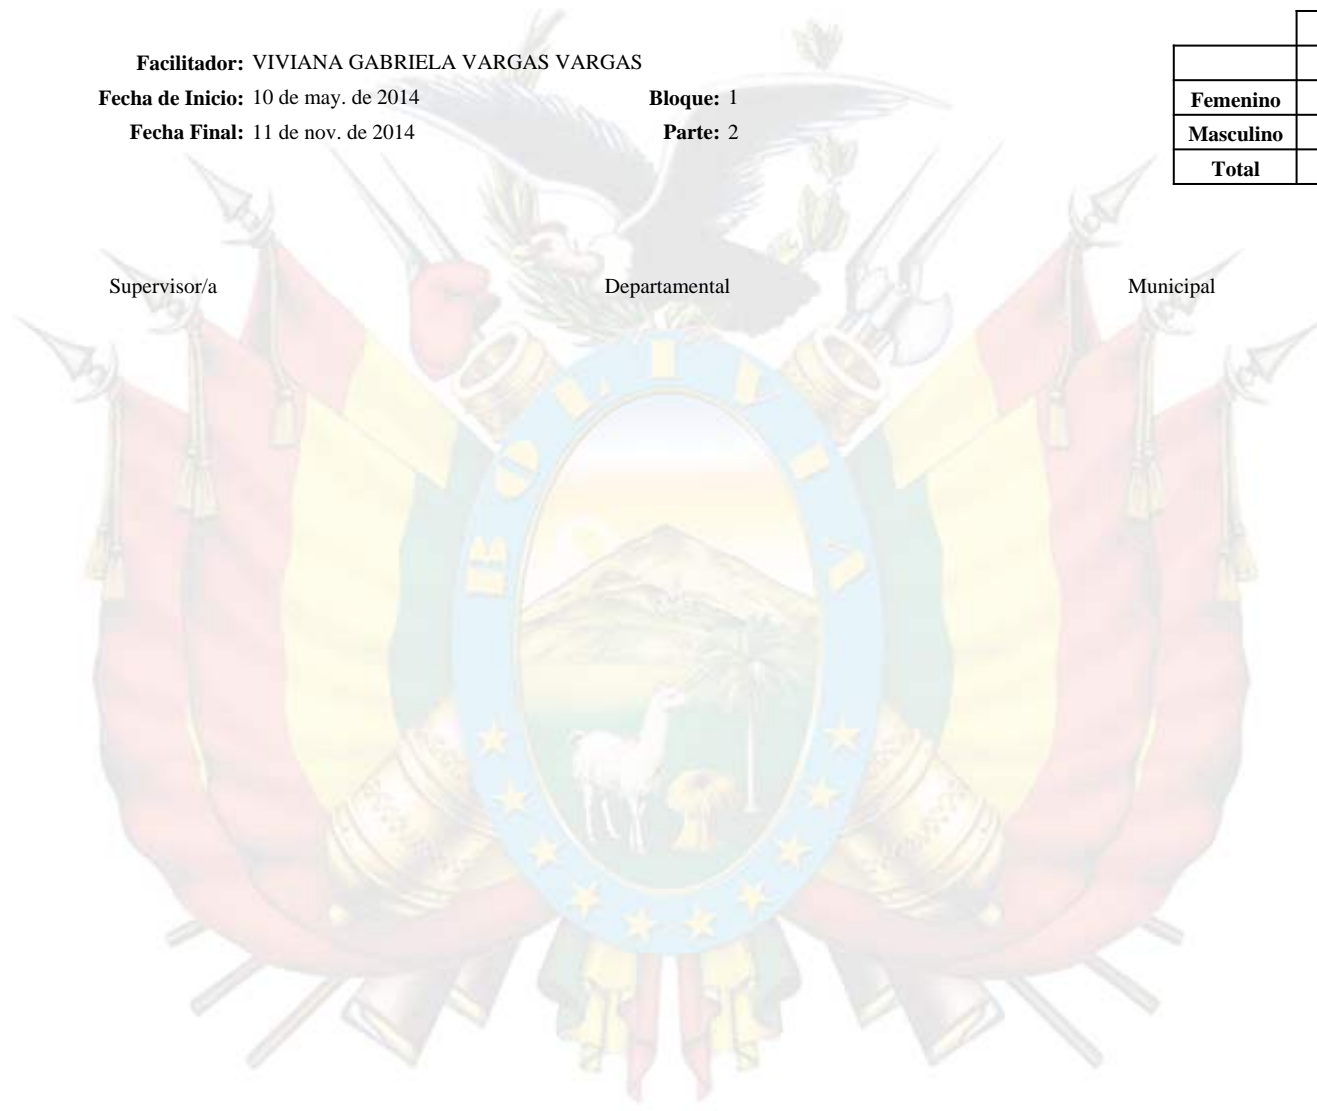 Facilitador: VIVIANA GABRIELA VARGAS VARGAS
Fecha de Inicio: 10 de may. de 2014 Bloque: 1
Fecha Final: 11 de nov. de 2014 Parte: 2
Femenino
Masculino
Total
Supervisor/a Departamental Municipal
BOLIVIA